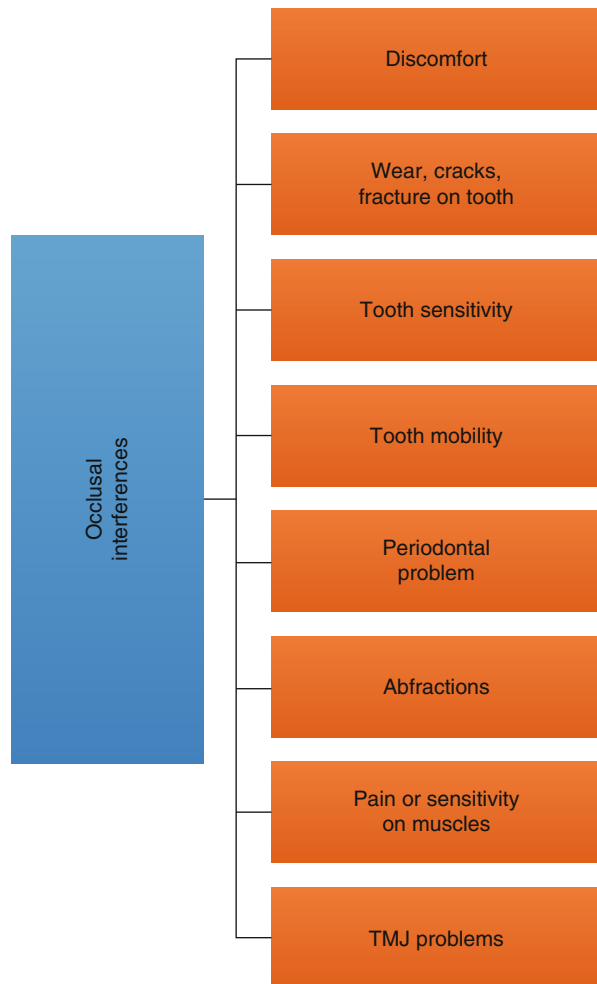 Occlusal
interferences
Discomfort
Wear, cracks,
fracture on tooth
Tooth sensitivity
Tooth mobility
Periodontal
problem
Abfractions
Pain or sensitivity
on muscles
TMJ problems